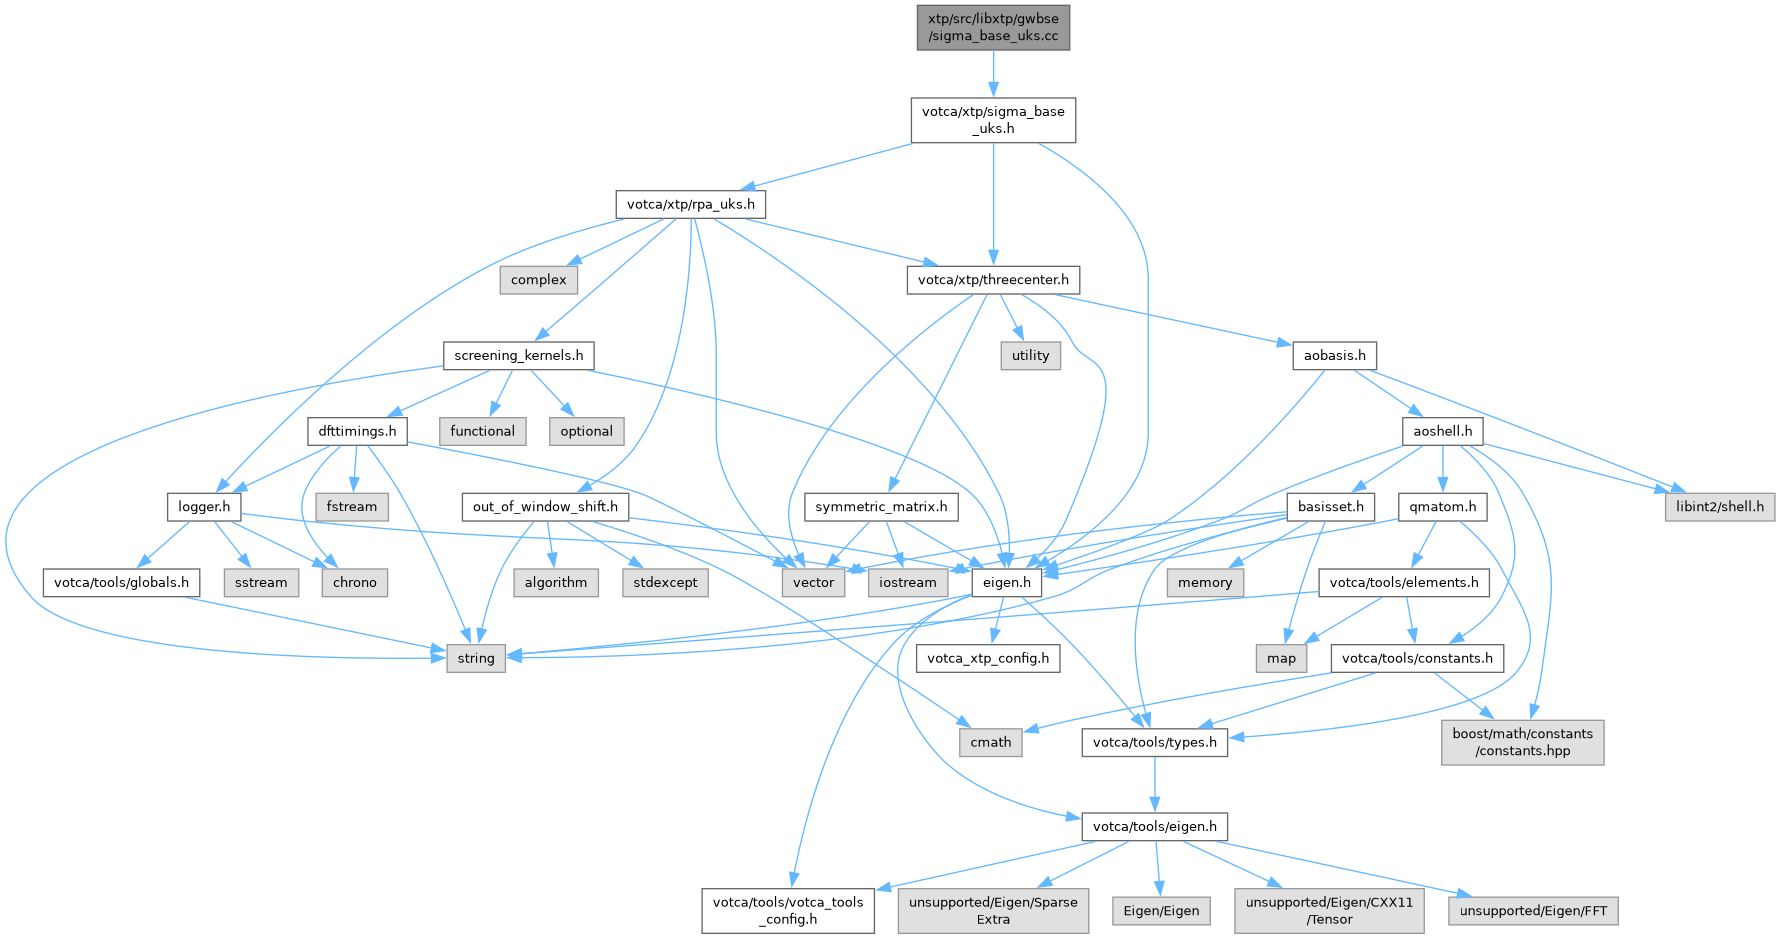 xtp/src/libxtp/gwbse
/sigma_base_uks.cc
votca/xtp/sigma_base
_uks.h
votca/xtp/rpa_uks.h
complex
votca/xtp/threecenter.h
screening_kernels.h
utility
aobasis.h
dfttimings.h
functional
optional
aoshell.h
logger.h
fstream
out_of_window_shift.h
symmetric_matrix.h
basisset.h
qmatom.h
libint2/shell.h
votca/tools/globals.h
sstream
chrono
algorithm
stdexcept
vector
iostream
eigen.h
memory
votca/tools/elements.h
string
votca_xtp_config.h
map
votca/tools/constants.h
cmath
votca/tools/types.h
boost/math/constants
/constants.hpp
votca/tools/eigen.h
votca/tools/votca_tools
_config.h
unsupported/Eigen/Sparse
Extra
Eigen/Eigen
unsupported/Eigen/CXX11
/Tensor
unsupported/Eigen/FFT